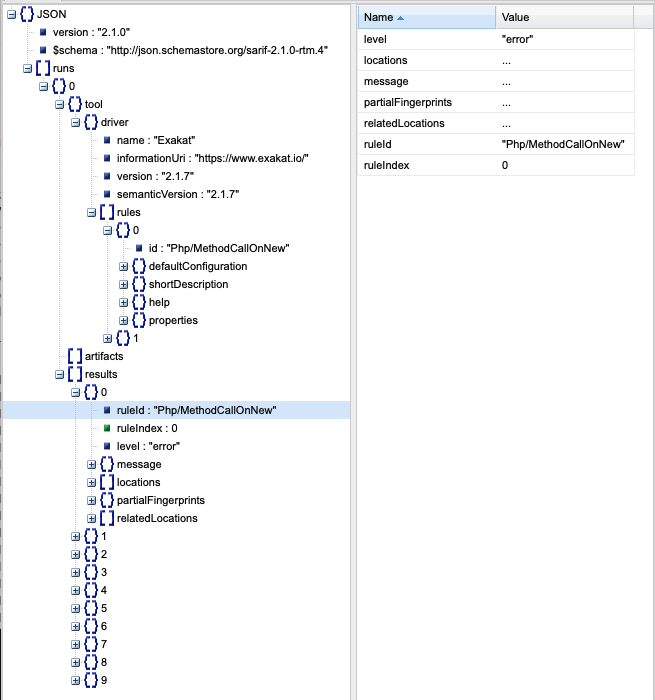 JSON
version : "2.1.0"
$schema : "http://json.schemastore.org/sarif-2.1.0-rtm.4"
runs
0
tool
driver
name : "Exakat"
informationUri : "https://www.exakat.io/"
version : "2.1.7"
semanticVersion : "2.1.7"
rules
0
id : "Php/MethodCallOnNew"
defaultConfiguration
shortDescription
help
properties
1
artifacts
results
0
ruleId : "Php/MethodCallOnNew"
ruleIndex : 0
level : "error"
message
locations
partialFingerprints
relatedLocations
1
2
3
4
5
6
7
8
9
Name Value
level "error"
locations ...
message ...
partialFingerprints ...
relatedLocations ...
ruleId "Php/MethodCallOnNew"
ruleIndex 0